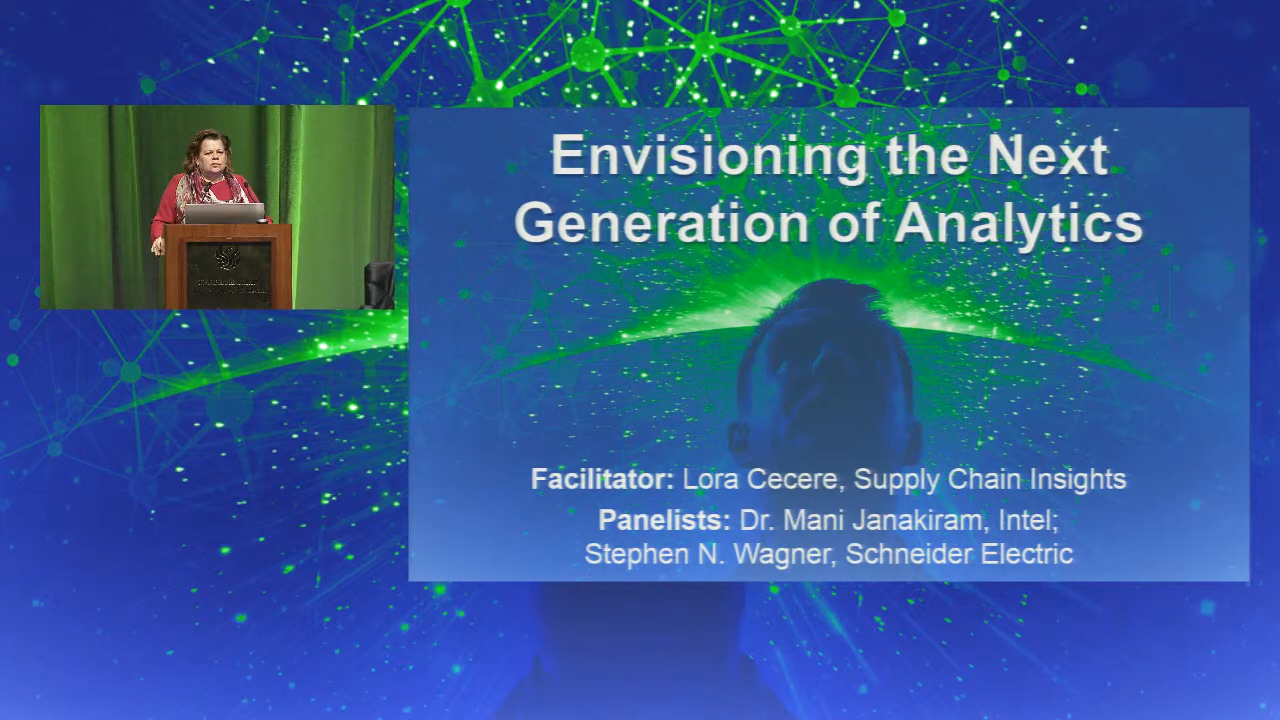 Envisioning the Next
Generation of Analytics
Facilitator: Lora Cecere, Supply Chain Insights
Panelists: Dr. Mani Janakiram, Intel;
Stephen N. Wagner, Schneider Electric